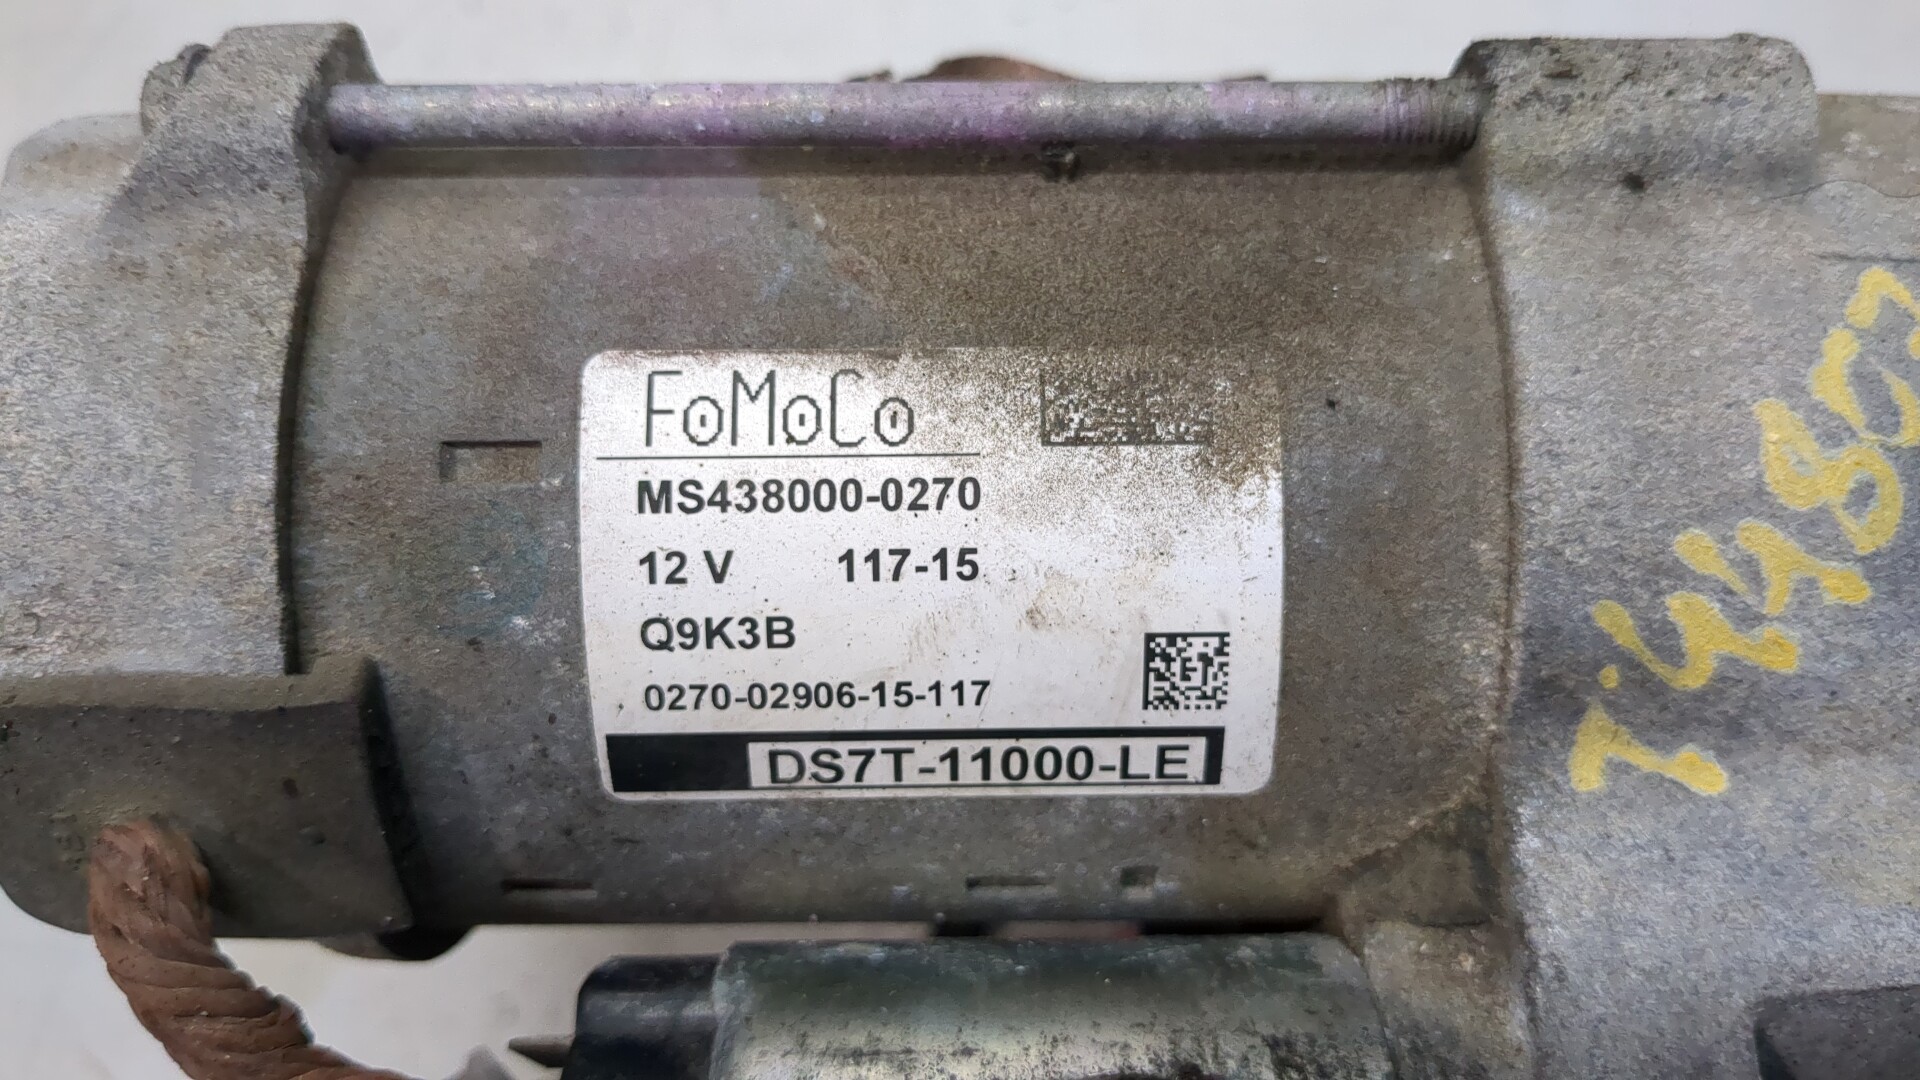 FoMoCo
MS438000-0270
12 V 117-15
Q9K3B
0270-02906-15-117
DS7T-11000-LE